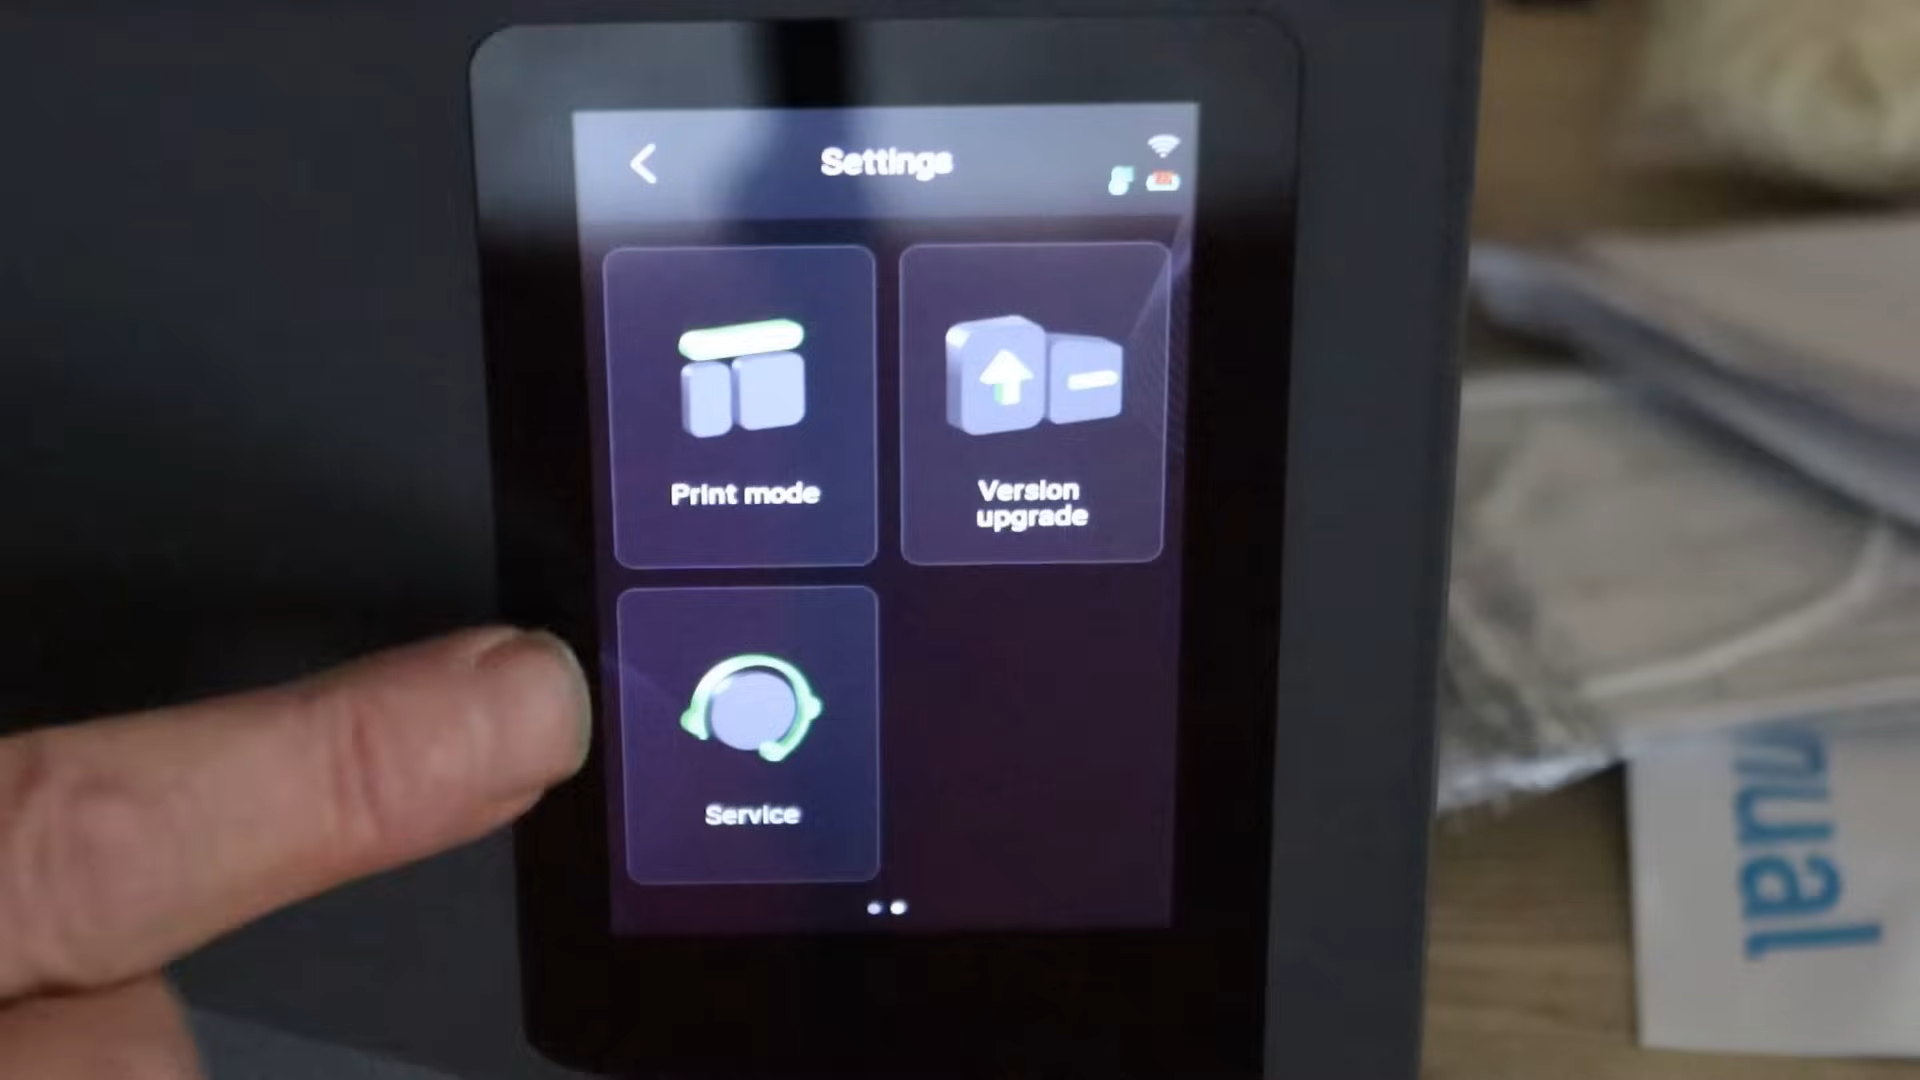 Settings
Print mode
Version
upgrade
Service
nual